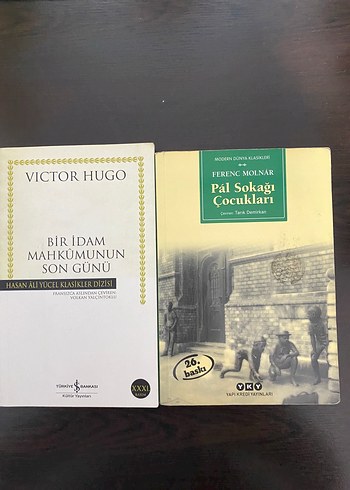 VICTOR HUGO
BİR İDAM
MAHKÛMUNUN
SON GÜNÜ
HASAN ÂLİ YÜCEL KLASİKLER DİZİSİ
FRANSIZCA ASLINDAN ÇEVİREN:
VOLKAN YALÇINTOKLU
TÜRKİYE İŞ BANKASI
Kültür Yayınları
XXXI.
BASIM
MODERN DÜNYA KLASİKLERİ
FERENC MOLNÁR
Pál Sokağı
Çocukları
Çeviren: Tarık Demirkan
26.
baskı
YKY
YAPI KREDİ YAYINLARI